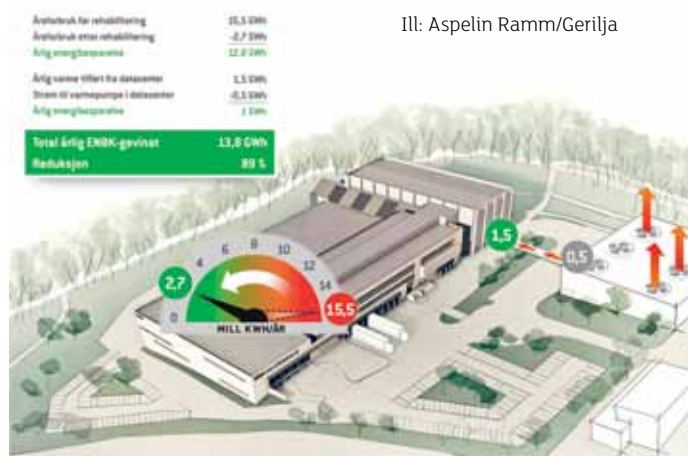 Ill: Aspelin Ramm/Gerilja
Årsforbruk før rehabilitering 15,5 GWh
Årsforbruk etter rehabilitering -2,7 GWh
Årlig energibesparelse 12,8 GWh
Årlig varme tilført fra datasenter 1,5 GWh
Strøm til varmepumpe i datasenter -0,5 GWh
Årlig energibesparelse 1 GWh
Total årlig ENØK-gevinst 13,8 GWh
Reduksjon 89 %
0
2,7
4
6
8
10
12
14
15,5
MILL KWH/ÅR
1,5
0,5